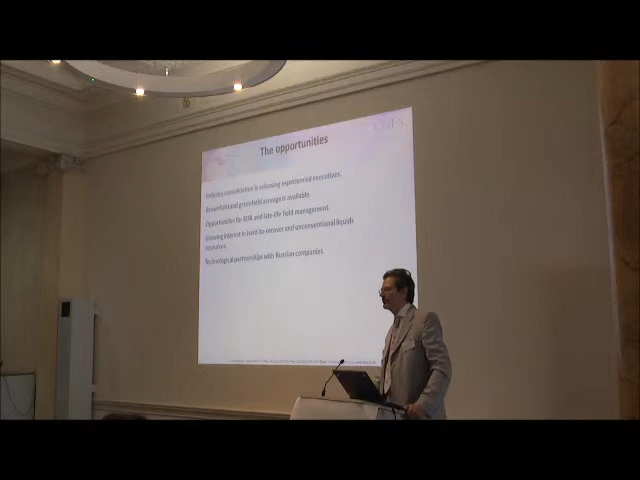 The opportunities
Industry consolidation is releasing experienced executives.
Brownfield and greenfield acreage is available.
Opportunities for EOR and late-life field management.
Growing interest in hard-to-recover and unconventional liquids
resources.
Technological partnerships with Russian companies.